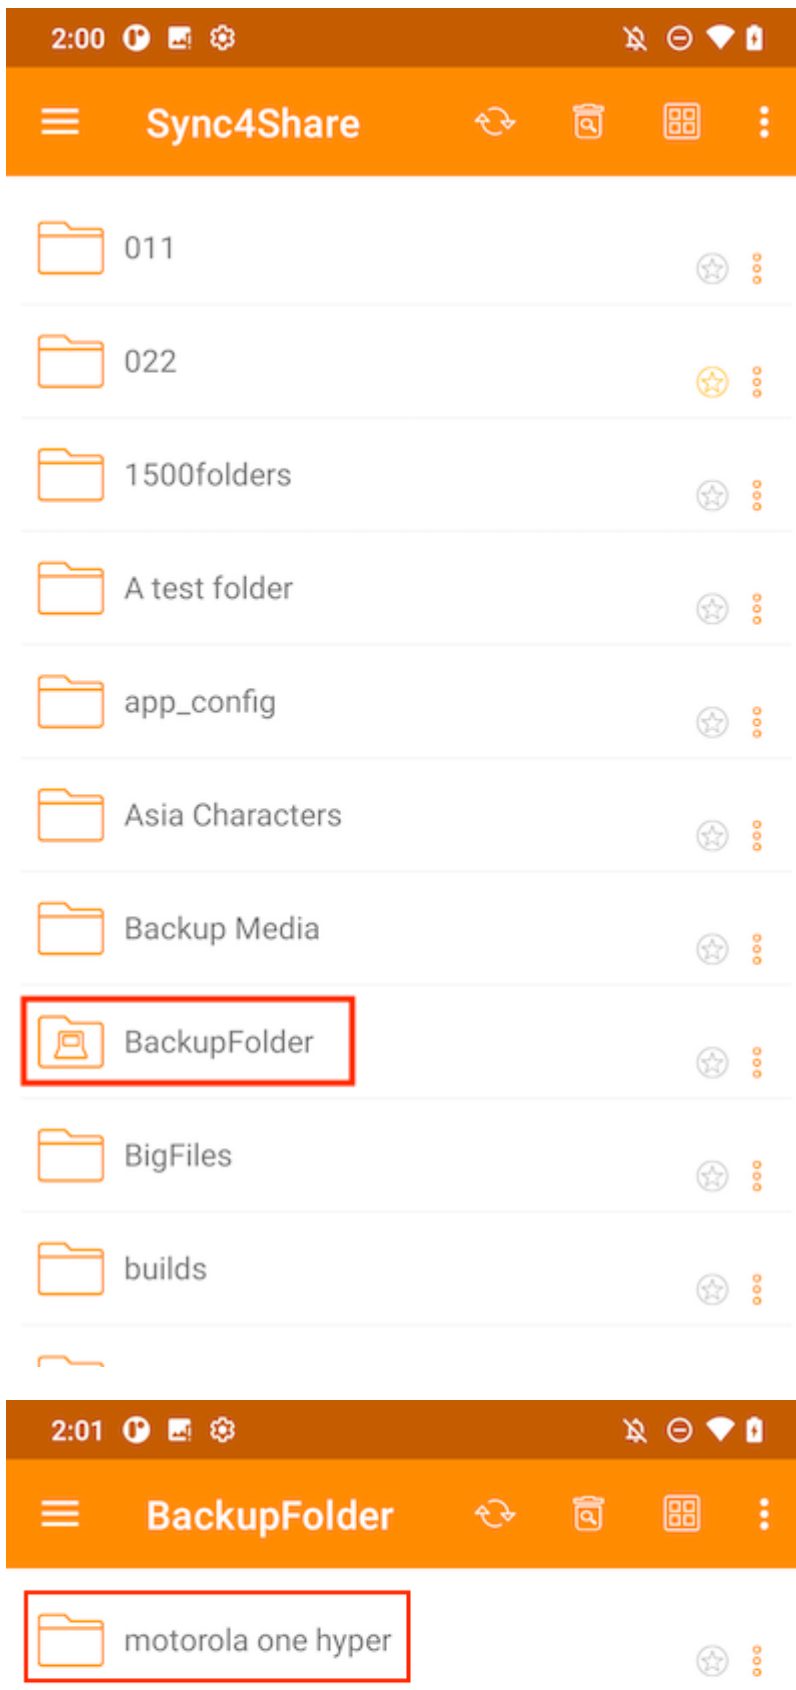 2:00
Sync4Share
011
022
1500folders
A test folder
app_config
Asia Characters
Backup Media
BackupFolder
BigFiles
builds
2:01
BackupFolder
motorola one hyper